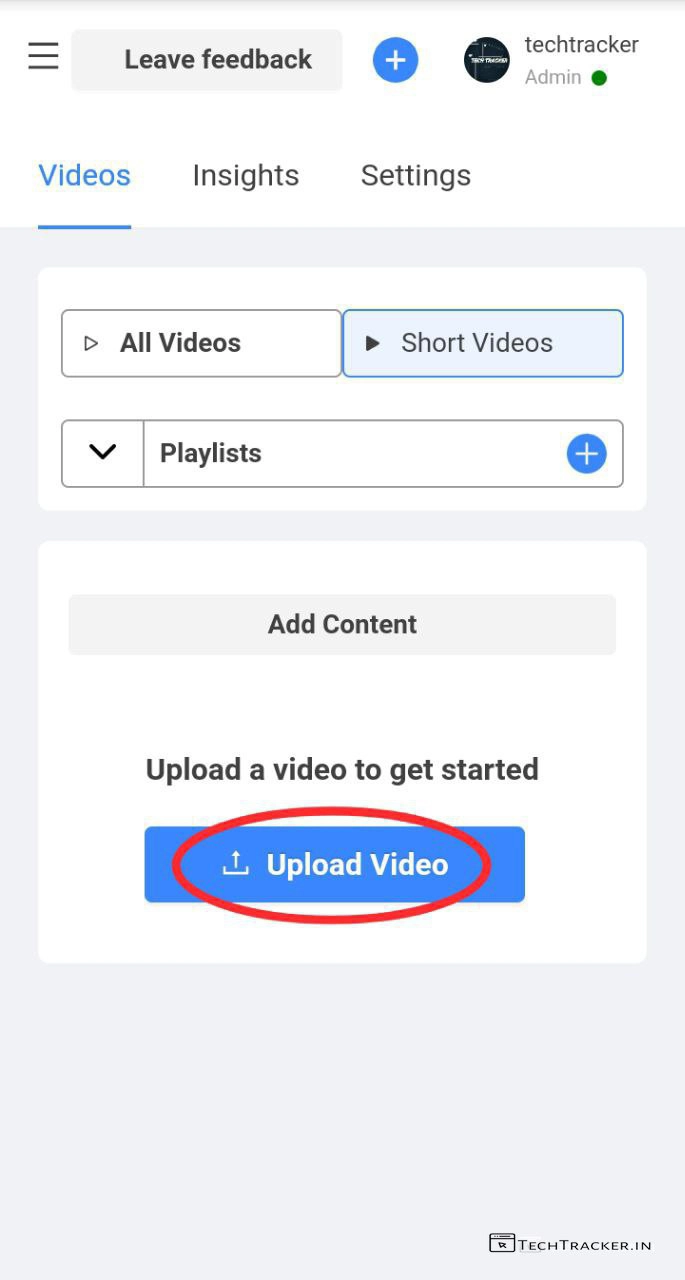 Leave feedback
techtracker
Admin
Videos
Insights
Settings
All Videos
Short Videos
Playlists
Add Content
Upload a video to get started
Upload Video
TECHTRACKER.IN